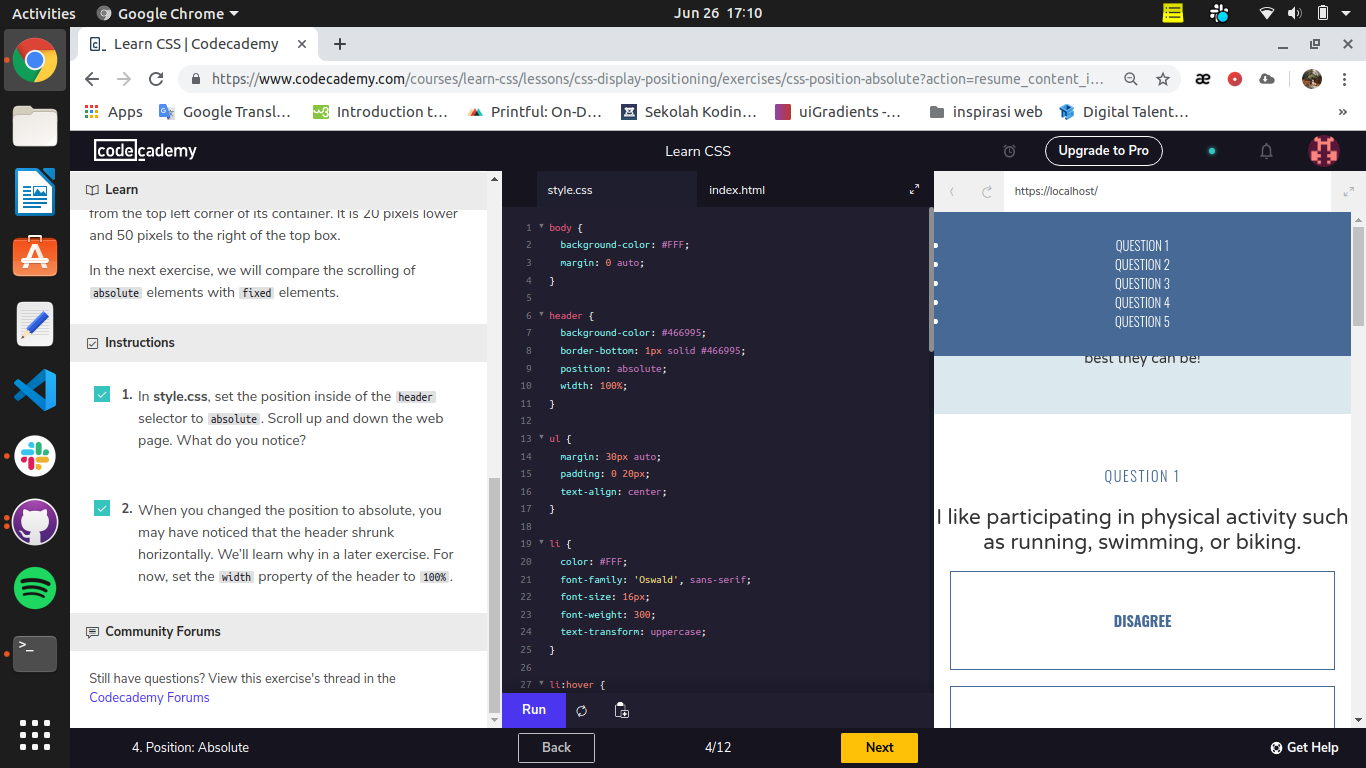 Activities
Google Chrome
Jun 26 17:10
Learn CSS | Codecademy
https://www.codecademy.com/courses/learn-css/lessons/css-display-positioning/exercises/css-position-absolute?action=resume_content_i…
Apps
Google Transl…
Introduction t…
Printful: On-D…
Sekolah Kodin…
uiGradients -…
inspirasi web
Digital Talent…
»
codecademy
Learn CSS
Upgrade to Pro
Learn
from the top left corner of its container. It is 20 pixels lower
and 50 pixels to the right of the top box.
In the next exercise, we will compare the scrolling of
absolute elements with fixed elements.
Instructions
1. In style.css, set the position inside of the header
selector to absolute. Scroll up and down the web
page. What do you notice?
2. When you changed the position to absolute, you
may have noticed that the header shrunk
horizontally. We'll learn why in a later exercise. For
now, set the width property of the header to 100%.
Community Forums
Still have questions? View this exercise's thread in the
Codecademy Forums
style.css
index.html
1 body {
2 background-color: #FFF;
3 margin: 0 auto;
4 }
5
6 header {
7 background-color: #466995;
8 border-bottom: 1px solid #466995;
9 position: absolute;
10 width: 100%;
11 }
12
13 ul {
14 margin: 30px auto;
15 padding: 0 20px;
16 text-align: center;
17 }
18
19 li {
20 color: #FFF;
21 font-family: 'Oswald', sans-serif;
22 font-size: 16px;
23 font-weight: 300;
24 text-transform: uppercase;
25 }
26
27 li:hover {
Run
https://localhost/
QUESTION 1
QUESTION 2
QUESTION 3
QUESTION 4
QUESTION 5
best they can be!
QUESTION 1
I like participating in physical activity such
as running, swimming, or biking.
DISAGREE
4. Position: Absolute
Back
4/12
Next
Get Help